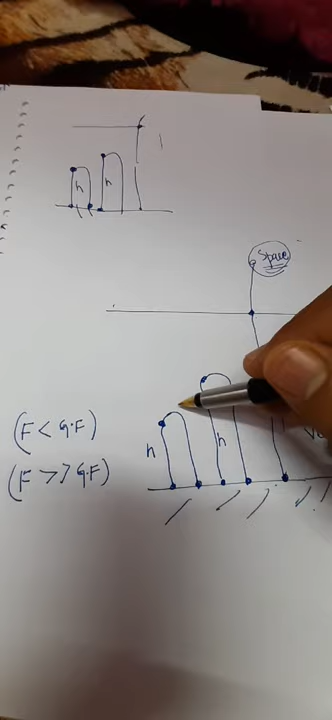 h h
Space
(F < G.F)
h h
(F >> G.F)